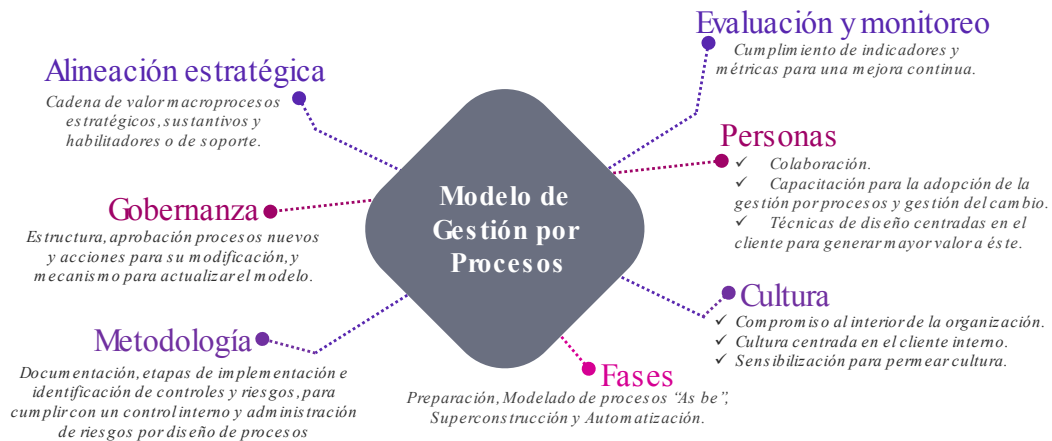 Alineación estratégica
Cadena de valor macroprocesos
estratégicos, sustantivos y
habilitadores o de soporte.
Gobernanza
Estructura, aprobación procesos nuevos
y acciones para su modificación, y
mecanismo para actualizar el modelo.
Metodología
Documentación, etapas de implementación e
identificación de controles y riesgos, para
cumplir con un control interno y administración
de riesgos por diseño de procesos
Modelo de
Gestión por
Procesos
Evaluación y monitoreo
Cumplimiento de indicadores y
métricas para una mejora continua.
Personas
✓ Colaboración.
✓ Capacitación para la adopción de la
gestión por procesos y gestión del cambio.
✓ Técnicas de diseño centradas en el
cliente para generar mayor valor a éste.
Cultura
✓ Compromiso al interior de la organización.
✓ Cultura centrada en el cliente interno.
✓ Sensibilización para permear cultura.
Fases
Preparación, Modelado de procesos “As be”,
Superconstrucción y Automatización.